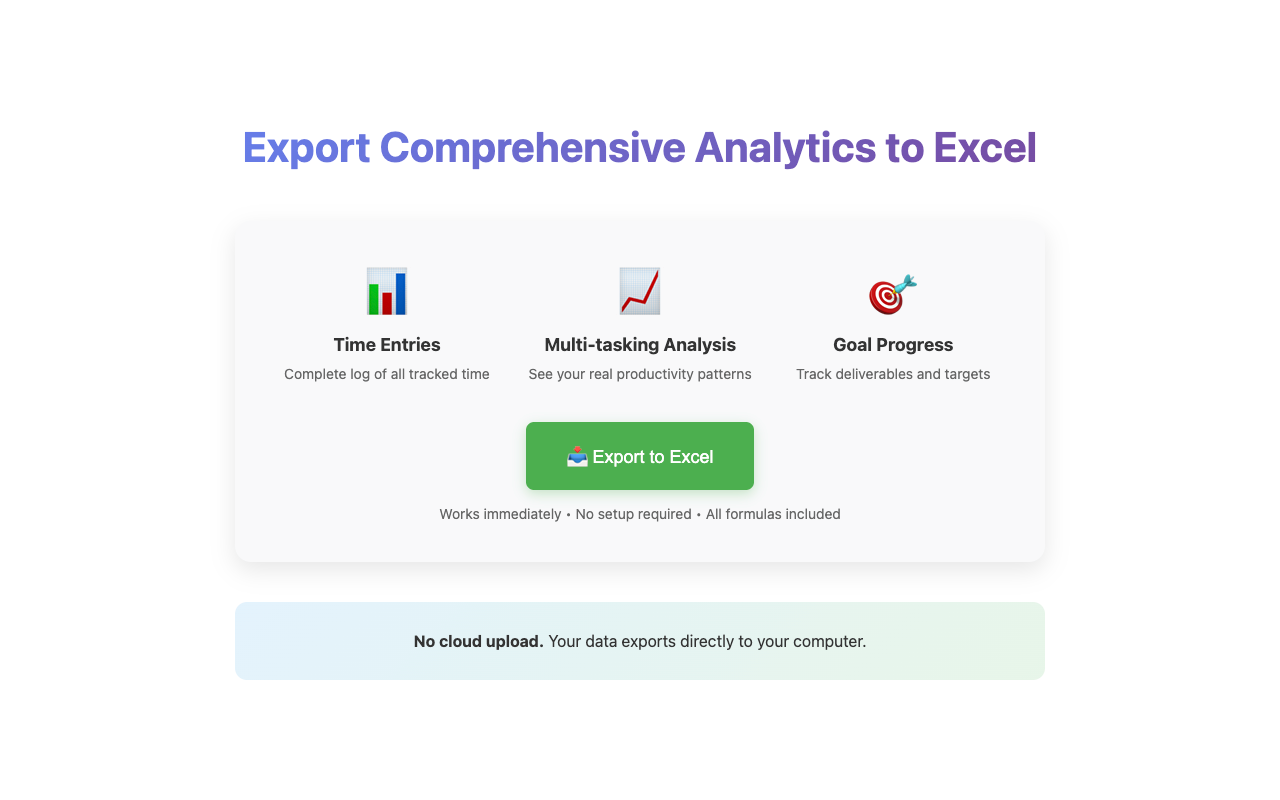 Export Comprehensive Analytics to Excel
Time Entries
Complete log of all tracked time
Multi-tasking Analysis
See your real productivity patterns
Goal Progress
Track deliverables and targets
Export to Excel
Works immediately • No setup required • All formulas included
No cloud upload. Your data exports directly to your computer.